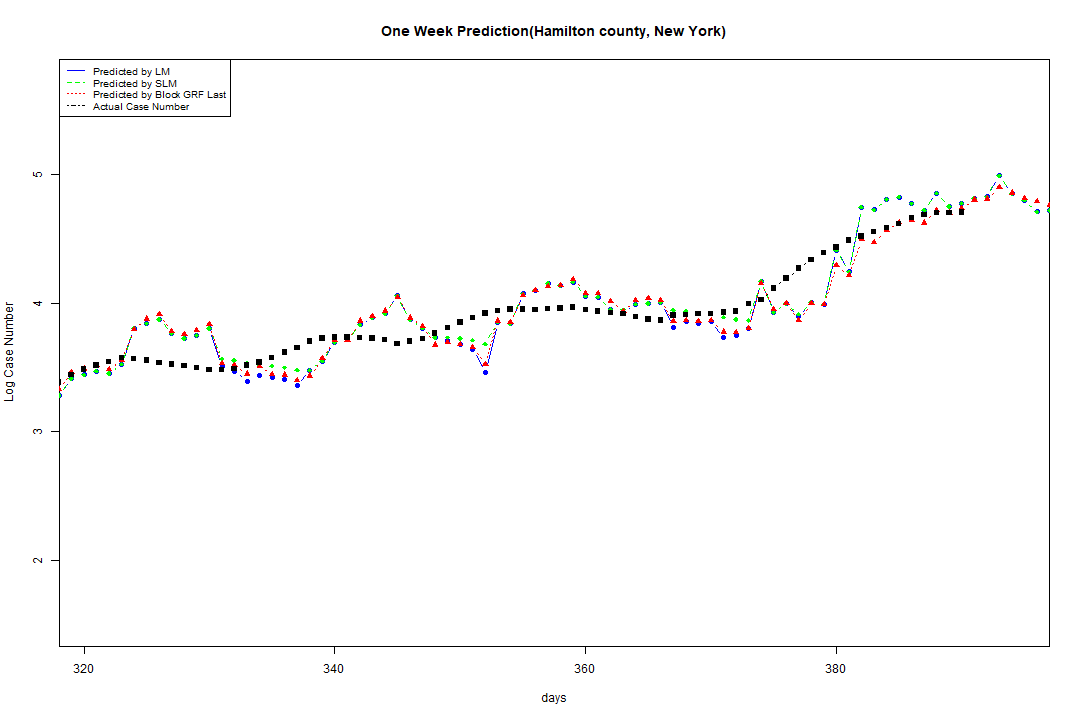 One Week Prediction(Hamilton county, New York)
Predicted by LM
Predicted by SLM
Predicted by Block GRF Last
Actual Case Number
5
4
3
2
Log Case Number
320 340 360 380
days